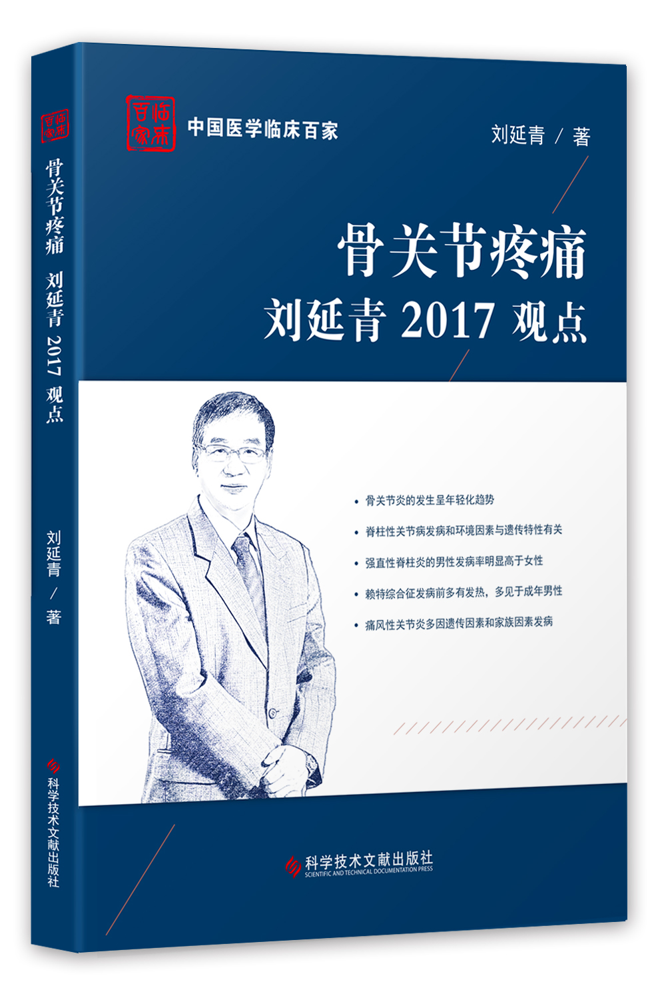 临床
百家
中国医学临床百家
刘延青 / 著
骨关节疼痛
刘延青 2017 观点
• 骨关节炎的发生呈年轻化趋势
• 脊柱性关节病发病和环境因素与遗传特性有关
• 强直性脊柱炎的男性发病率明显高于女性
• 赖特综合征发病前多有发热，多见于成年男性
• 痛风性关节炎多因遗传因素和家族因素发病
科学技术文献出版社
SCIENTIFIC AND TECHNICAL DOCUMENTATION PRESS
临床
百家
骨关节疼痛 刘延青 2017 观点
刘延青 / 著
科学技术文献出版社